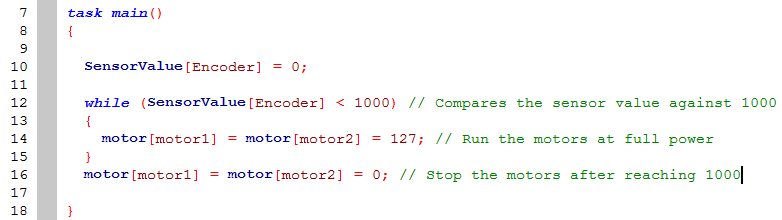 7 task main()
8 {
9
10 SensorValue[Encoder] = 0;
11
12 while (SensorValue[Encoder] < 1000) // Compares the sensor value against 1000
13 {
14 motor[motor1] = motor[motor2] = 127; // Run the motors at full power
15 }
16 motor[motor1] = motor[motor2] = 0; // Stop the motors after reaching 1000
17
18 }